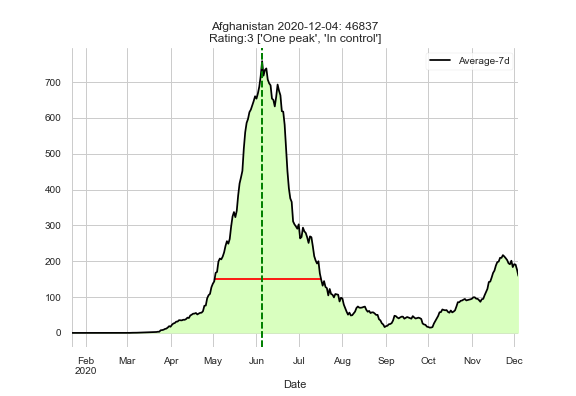 Afghanistan 2020-12-04: 46837
Rating:3 ['One peak', 'In control']
Average-7d
700
600
500
400
300
200
100
0
Feb Mar Apr May Jun Jul Aug Sep Oct Nov Dec
2020
Date